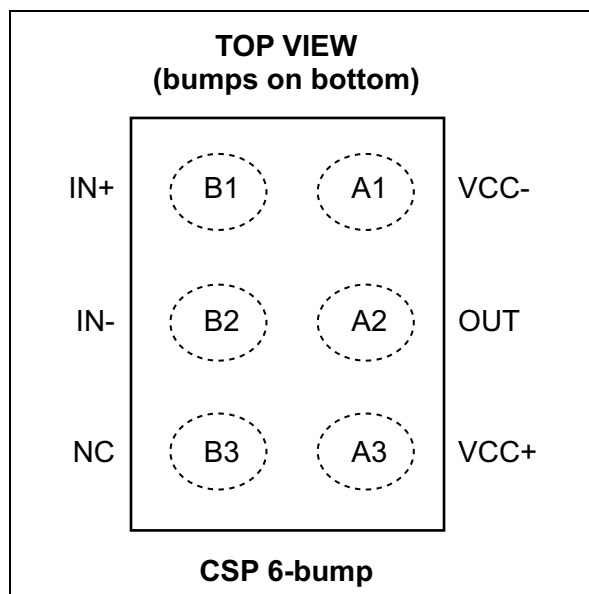 TOP VIEW
(bumps on bottom)
IN+ B1 A1 VCC-
IN- B2 A2 OUT
NC B3 A3 VCC+
CSP 6-bump